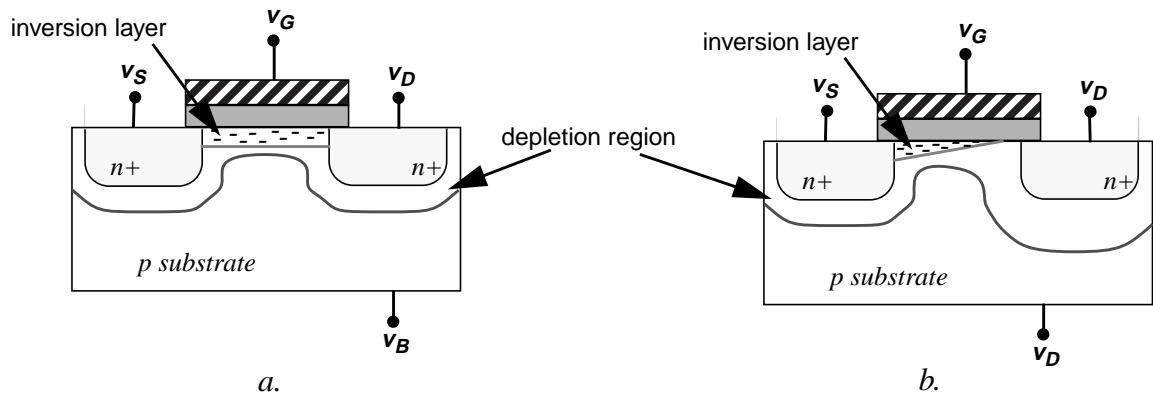 inversion layer
v_G
v_S
v_D
n+
n+
p substrate
v_B
a.
depletion region
inversion layer
v_G
v_S
v_D
n+
n+
p substrate
v_D
b.